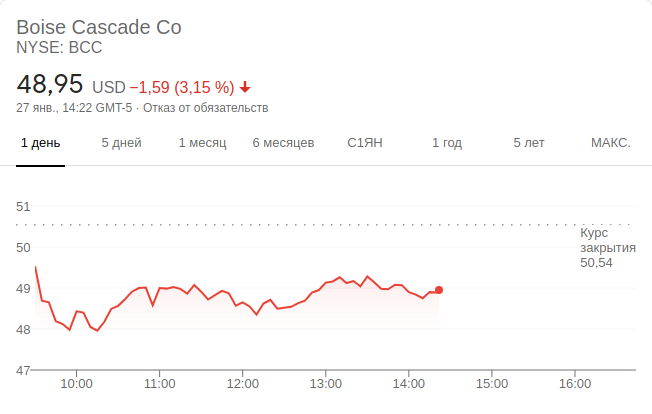 Boise Cascade Co
NYSE: BCC
48,95 USD −1,59 (3,15 %)
27 янв., 14:22 GMT-5 · Отказ от обязательств
1 день 5 дней 1 месяц 6 месяцев С1ЯН 1 год 5 лет МАКС.
51
Курс
закрытия
50,54
50
49
48
47
10:00 11:00 12:00 13:00 14:00 15:00 16:00